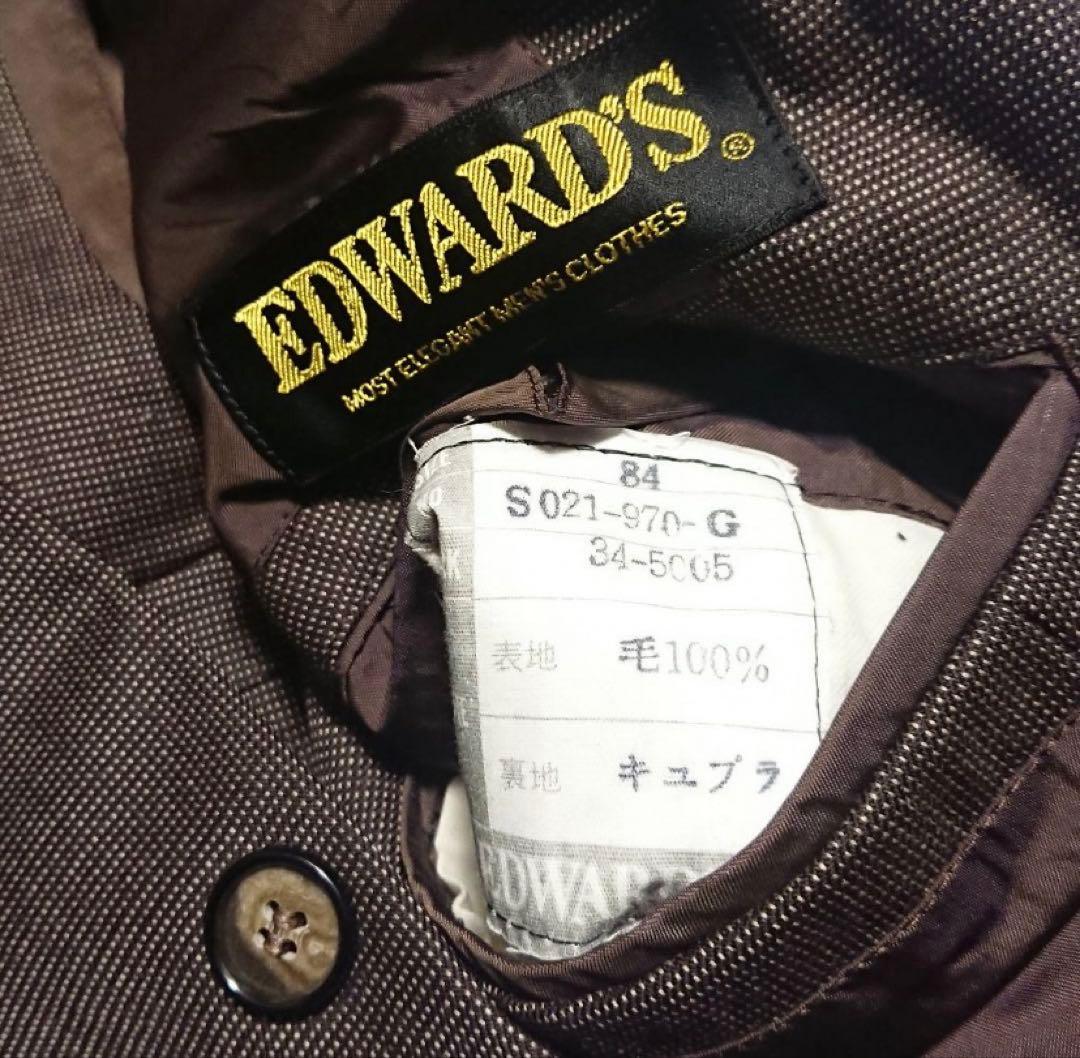 EDWARD'S®
MOST ELEGANT MEN'S CLOTHES
84
S 021-970-G
34-5005
表地 毛100%
裏地 キュプラ
EDWARD